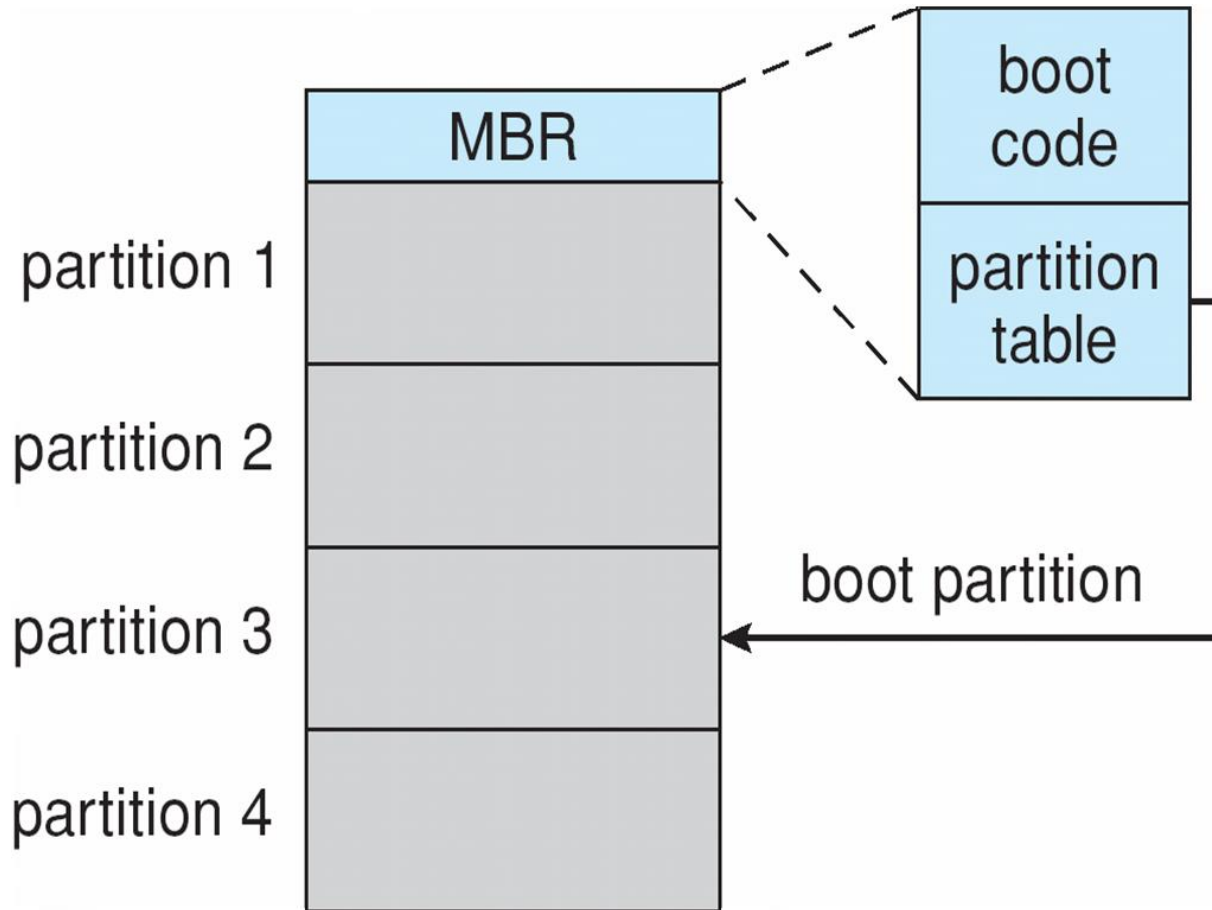 boot
code
MBR
partition 1
partition
table
partition 2
boot partition
partition 3
partition 4